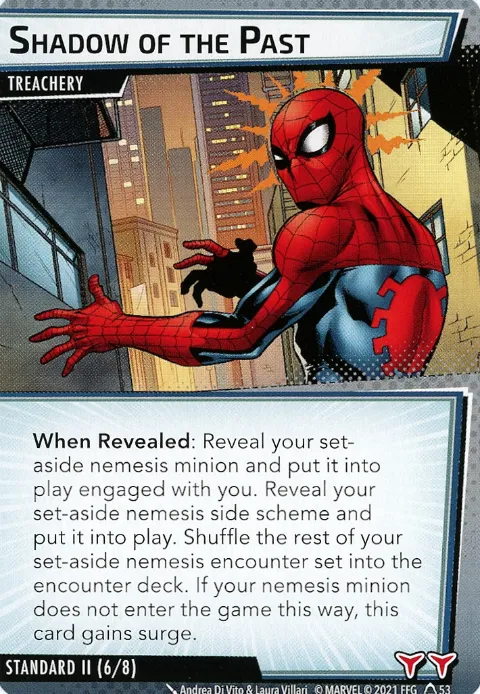 SHADOW OF THE PAST
TREACHERY
When Revealed: Reveal your set-
aside nemesis minion and put it into
play engaged with you. Reveal your
set-aside nemesis side scheme and
put it into play. Shuffle the rest of your
set-aside nemesis encounter set into the
encounter deck. If your nemesis minion
does not enter the game this way, this
card gains surge.
STANDARD II (6/8)
Andrea Di Vito & Laura Villari © MARVEL © 2021 FFG 53